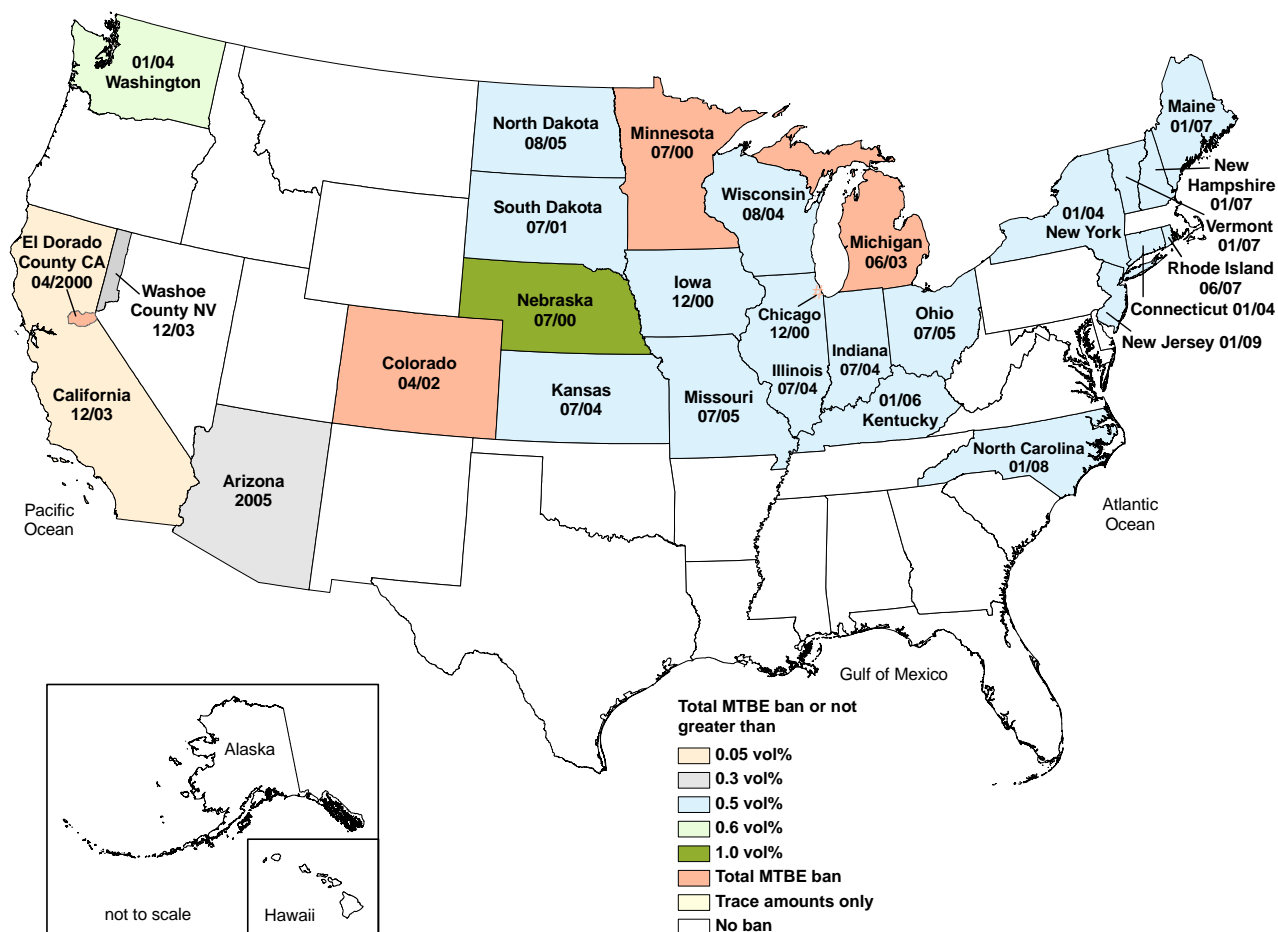 01/04
Washington
North Dakota
08/05
Minnesota
07/00
Maine
01/07
South Dakota
07/01
Wisconsin
08/04
New
Hampshire
01/07
El Dorado
County CA
04/2000
Michigan
06/03
01/04
New York
Vermont
01/07
Rhode Island
06/07
Washoe
County NV
12/03
Nebraska
07/00
Iowa
12/00
Chicago
12/00
Ohio
07/05
Connecticut 01/04
New Jersey 01/09
Colorado
04/02
Indiana
07/04
Illinois
07/04
Kansas
07/04
Missouri
07/05
01/06
Kentucky
California
12/03
North Carolina
01/08
Arizona
2005
Pacific
Ocean
Atlantic
Ocean
Gulf of Mexico
Alaska
not to scale
Hawaii
Total MTBE ban or not
greater than
0.05 vol%
0.3 vol%
0.5 vol%
0.6 vol%
1.0 vol%
Total MTBE ban
Trace amounts only
No ban